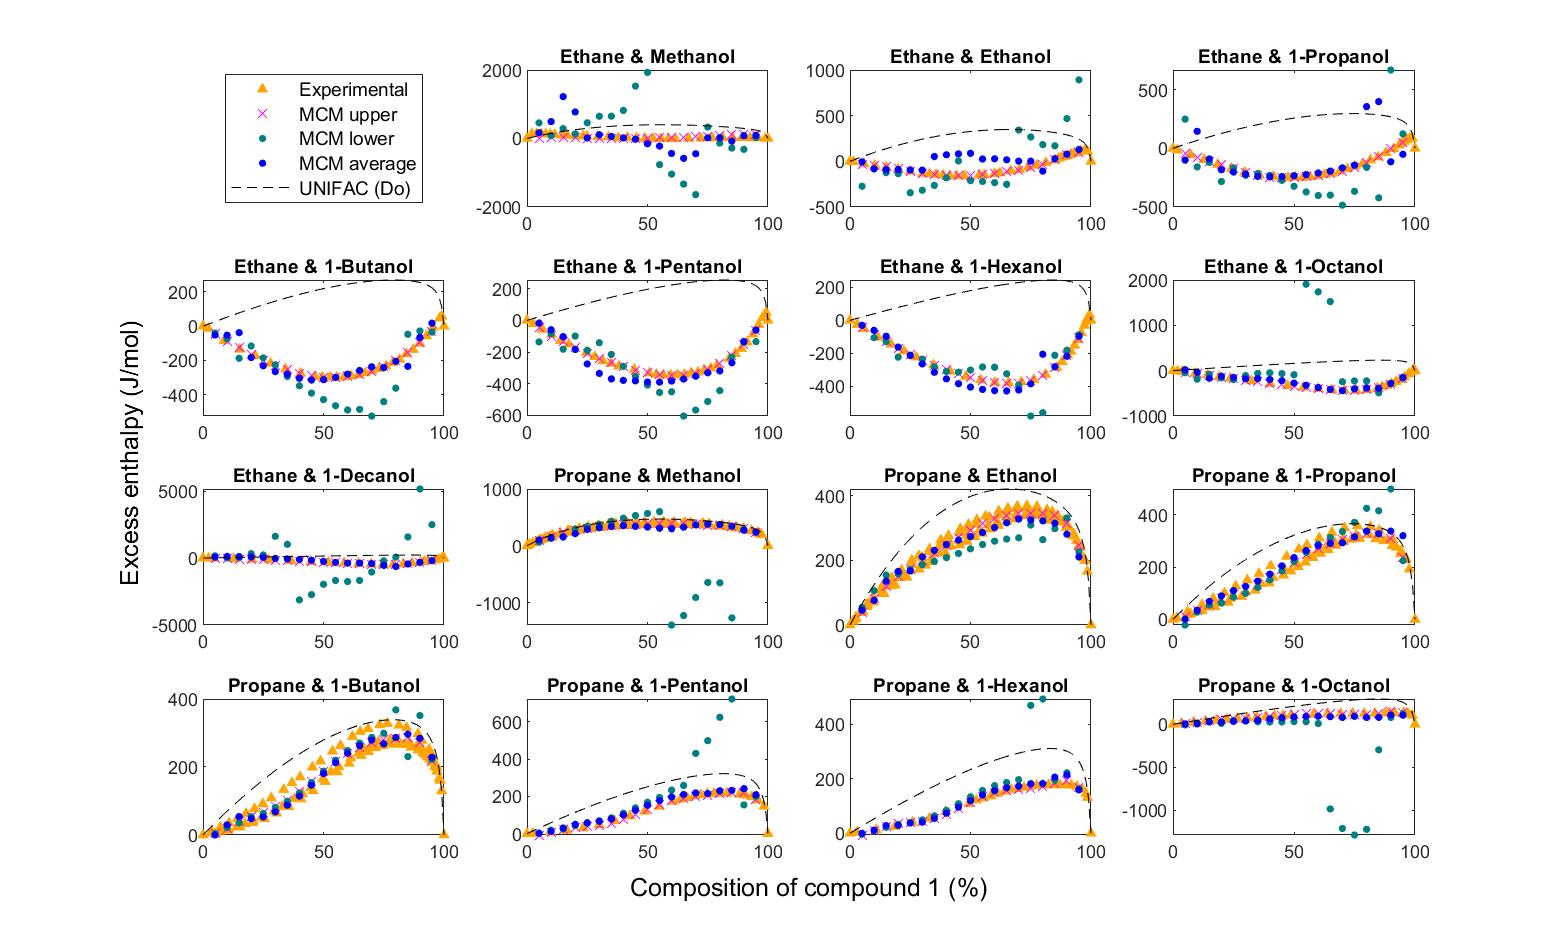 Experimental
MCM upper
MCM lower
MCM average
UNIFAC (Do)
Ethane & Methanol
2000
0
-2000
0 50 100
Ethane & Ethanol
1000
500
0
-500
0 50 100
Ethane & 1-Propanol
500
0
-500
0 50 100
Ethane & 1-Butanol
200
0
-200
-400
0 50 100
Ethane & 1-Pentanol
200
0
-200
-400
-600
0 50 100
Ethane & 1-Hexanol
200
0
-200
-400
0 50 100
Ethane & 1-Octanol
2000
1000
0
-1000
0 50 100
Excess enthalpy (J/mol)
Ethane & 1-Decanol
5000
0
-5000
0 50 100
Propane & Methanol
1000
0
-1000
0 50 100
Propane & Ethanol
400
200
0
0 50 100
Propane & 1-Propanol
400
200
0
0 50 100
Propane & 1-Butanol
400
200
0
0 50 100
Propane & 1-Pentanol
600
400
200
0
0 50 100
Propane & 1-Hexanol
400
200
0
0 50 100
Propane & 1-Octanol
0
-500
-1000
0 50 100
Composition of compound 1 (%)